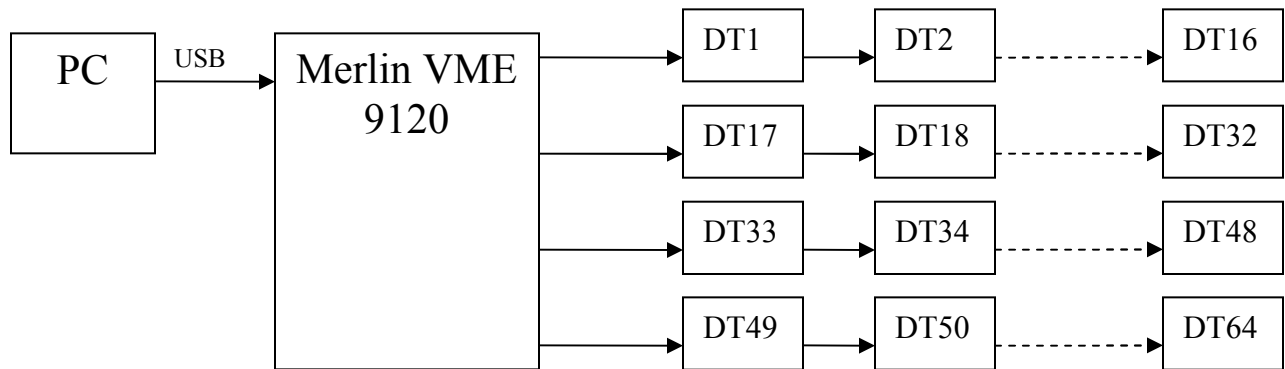 PC
USB
Merlin VME
9120
DT1
DT2
DT16
DT17
DT18
DT32
DT33
DT34
DT48
DT49
DT50
DT64